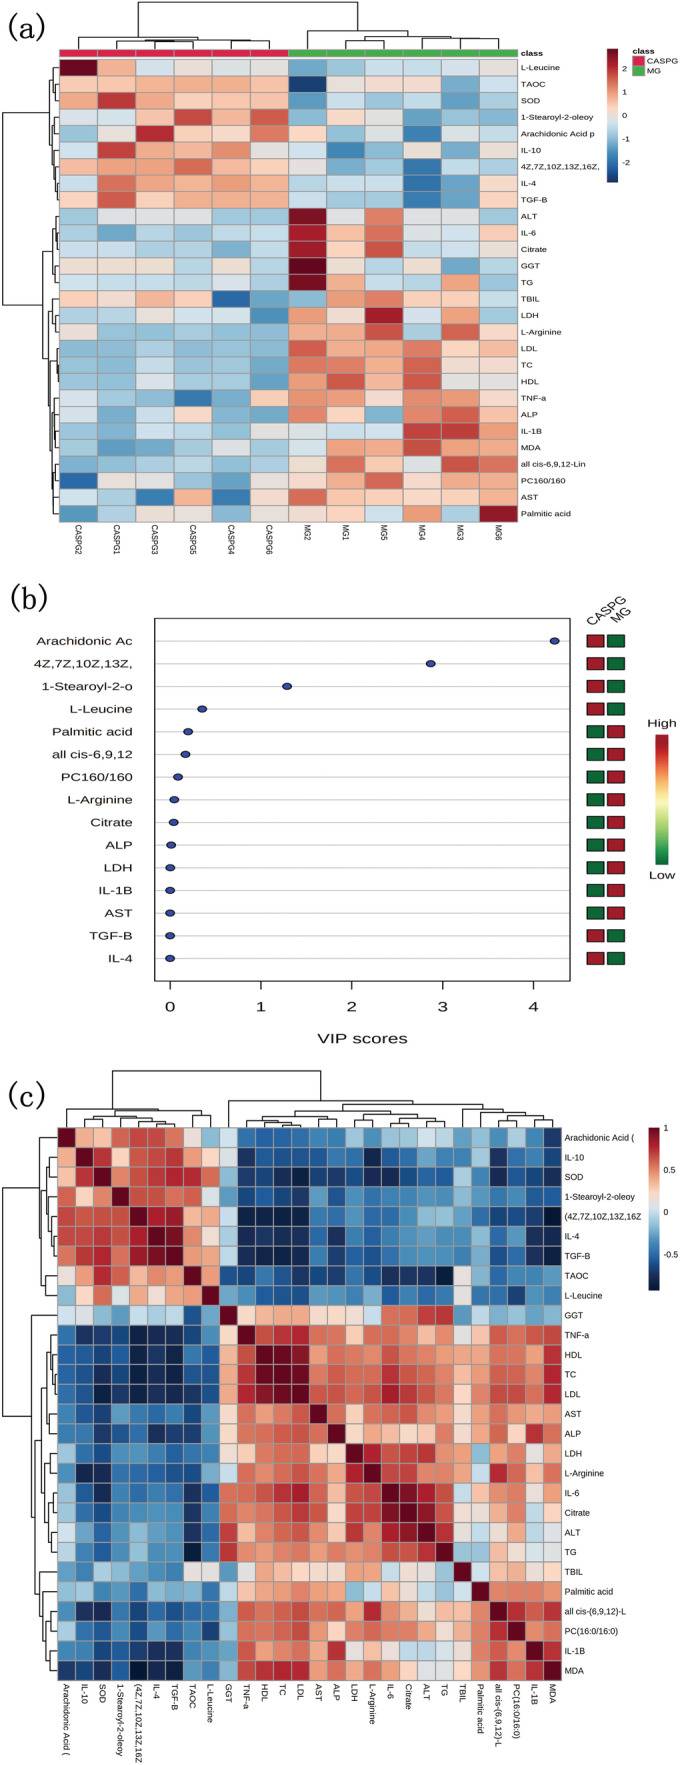 (a)
class
L-Leucine
TAOC
SOD
1-Stearoyl-2-oleoy
Arachidonic Acid p
IL-10
4Z,7Z,10Z,13Z,16Z,
IL-4
TGF-B
ALT
IL-6
Citrate
GGT
TG
TBIL
LDH
L-Arginine
LDL
TC
HDL
TNF-a
ALP
IL-1B
MDA
all cis-6,9,12-Lin
PC160/160
AST
Palmitic acid
CASPG2
CASPG1
CASPG3
CASPG5
CASPG4
CASPG6
MG2
MG1
MG5
MG4
MG3
MG6
2
1
0
-1
-2
class
CASPG
MG
(b)
CASPG
MG
Arachidonic Ac
4Z,7Z,10Z,13Z,
1-Stearoyl-2-o
L-Leucine
Palmitic acid
all cis-6,9,12
PC160/160
L-Arginine
Citrate
ALP
LDH
IL-1B
AST
TGF-B
IL-4
0 1 2 3 4
VIP scores
High
Low
(c)
Arachidonic Acid (
IL-10
SOD
1-Stearoyl-2-oleoy
(4Z,7Z,10Z,13Z,16Z
IL-4
TGF-B
TAOC
L-Leucine
GGT
TNF-a
HDL
TC
LDL
AST
ALP
LDH
L-Arginine
IL-6
Citrate
ALT
TG
TBIL
Palmitic acid
all cis-(6,9,12)-L
PC(16:0/16:0)
IL-1B
MDA
Arachidonic Acid (
IL-10
SOD
1-Stearoyl-2-oleoy
(4Z,7Z,10Z,13Z,16Z
IL-4
TGF-B
TAOC
L-Leucine
GGT
TNF-a
HDL
TC
LDL
AST
ALP
LDH
L-Arginine
IL-6
Citrate
ALT
TG
TBIL
Palmitic acid
all cis-(6,9,12)-L
PC(16:0/16:0)
IL-1B
MDA
1
0.5
0
-0.5